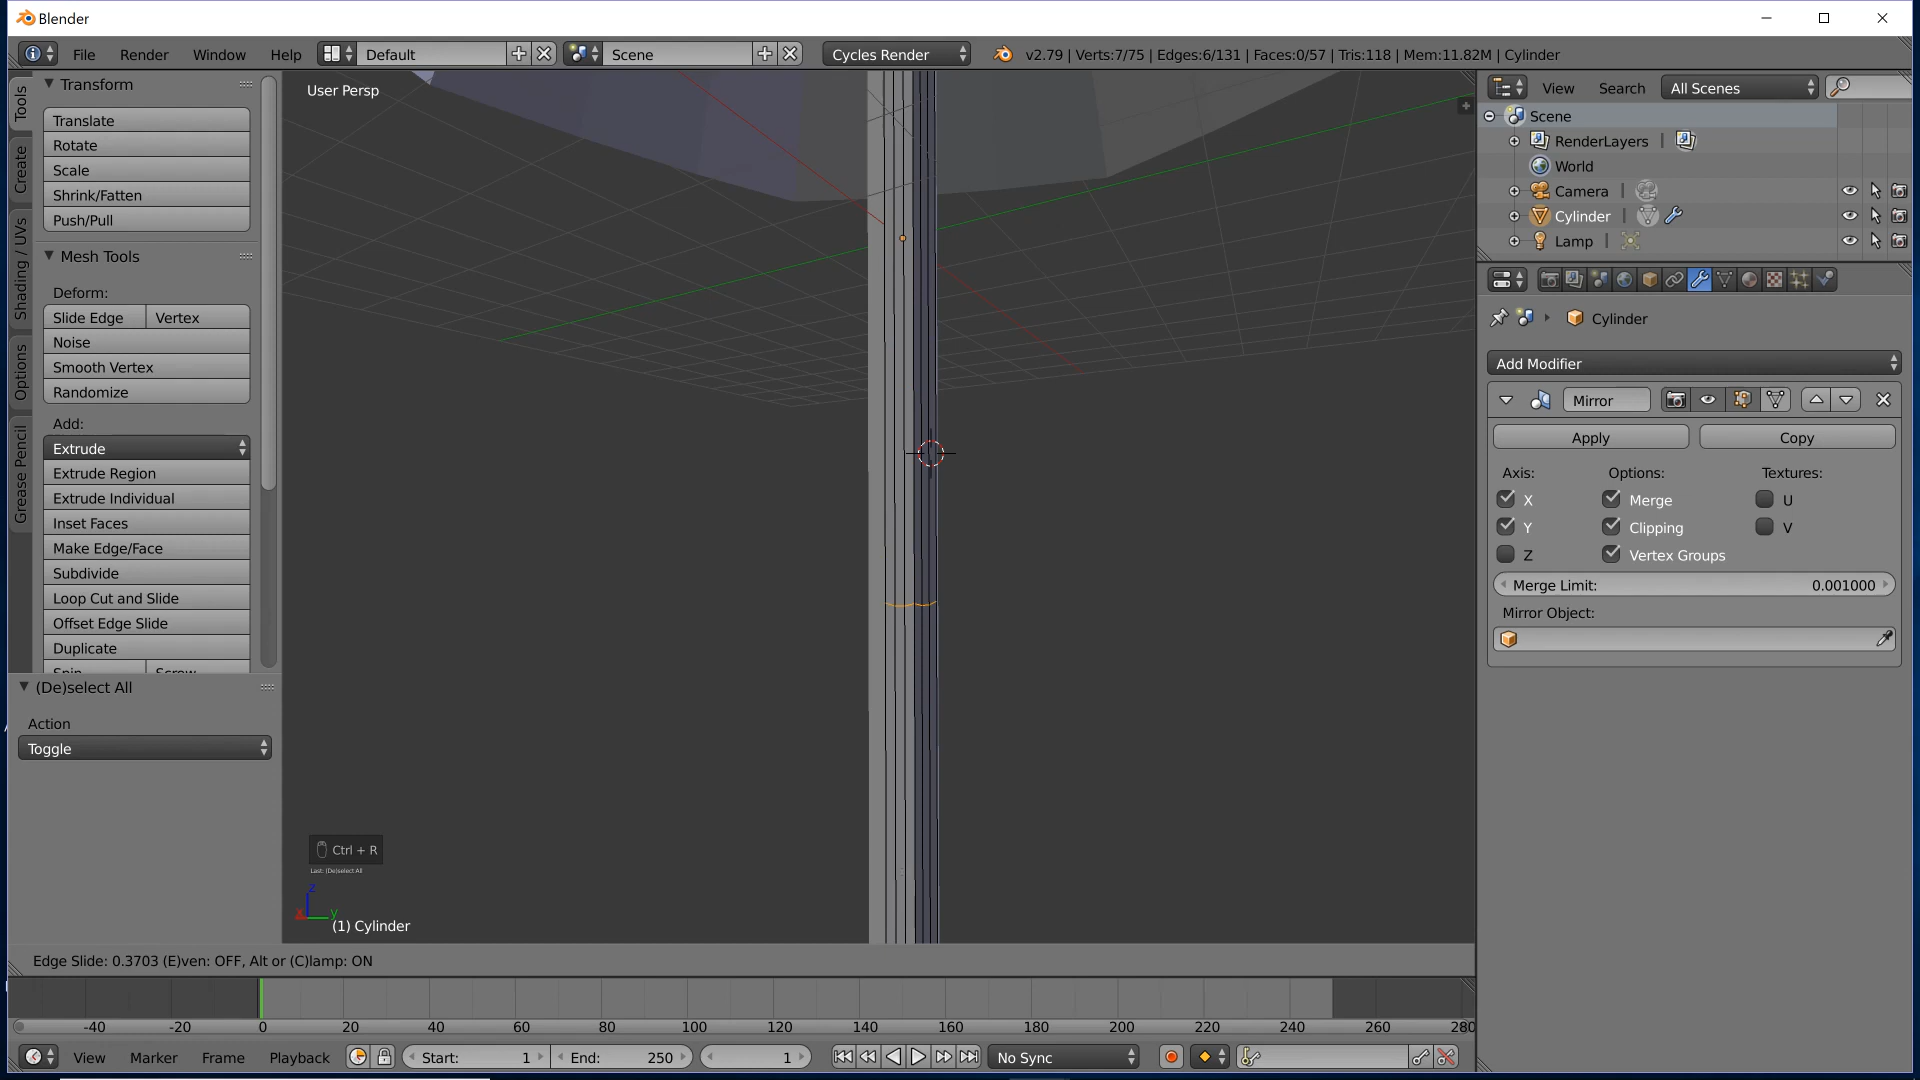 Blender
File Render Window Help Default Scene Cycles Render v2.79 | Verts:7/75 | Edges:6/131 | Faces:0/57 | Tris:118 | Mem:11.82M | Cylinder
Tools
Create
Shading / UVs
Options
Grease Pencil
Transform
Translate
Rotate
Scale
Shrink/Fatten
Push/Pull
Mesh Tools
Deform:
Slide Edge Vertex
Noise
Smooth Vertex
Randomize
Add:
Extrude
Extrude Region
Extrude Individual
Inset Faces
Make Edge/Face
Subdivide
Loop Cut and Slide
Offset Edge Slide
Duplicate
Spin Screw
(De)select All
Action
Toggle
User Persp
Ctrl + R
Last: (De)select All
z
x y
(1) Cylinder
Edge Slide: 0.3703 (E)ven: OFF, Alt or (C)lamp: ON
View Search All Scenes
Scene
RenderLayers |
World
Camera |
Cylinder |
Lamp |
Cylinder
Add Modifier
Mirror
Apply Copy
Axis: Options: Textures:
X Merge U
Y Clipping V
Z Vertex Groups
Merge Limit: 0.001000
Mirror Object:
-40 -20 0 20 40 60 80 100 120 140 160 180 200 220 240 260 280
View Marker Frame Playback Start: 1 End: 250 1 No Sync